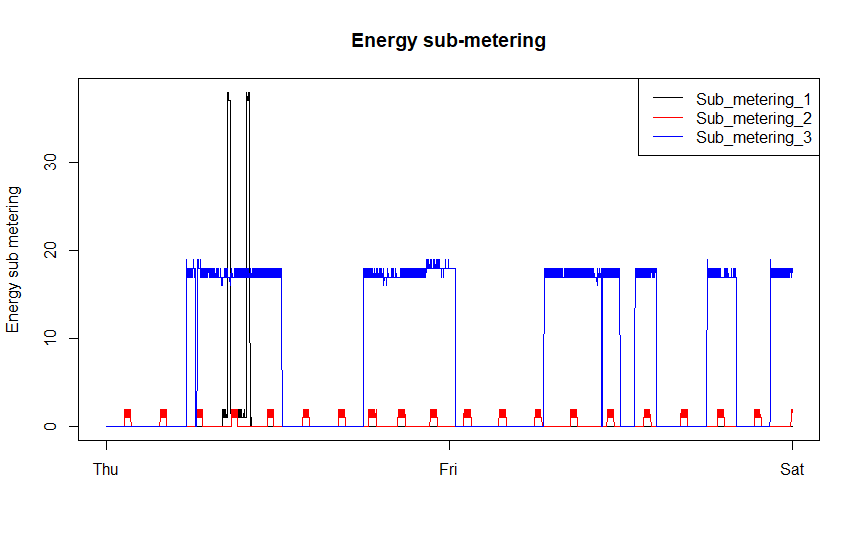 Energy sub-metering
Sub_metering_1
Sub_metering_2
Sub_metering_3
Energy sub metering
30
20
10
0
Thu
Fri
Sat